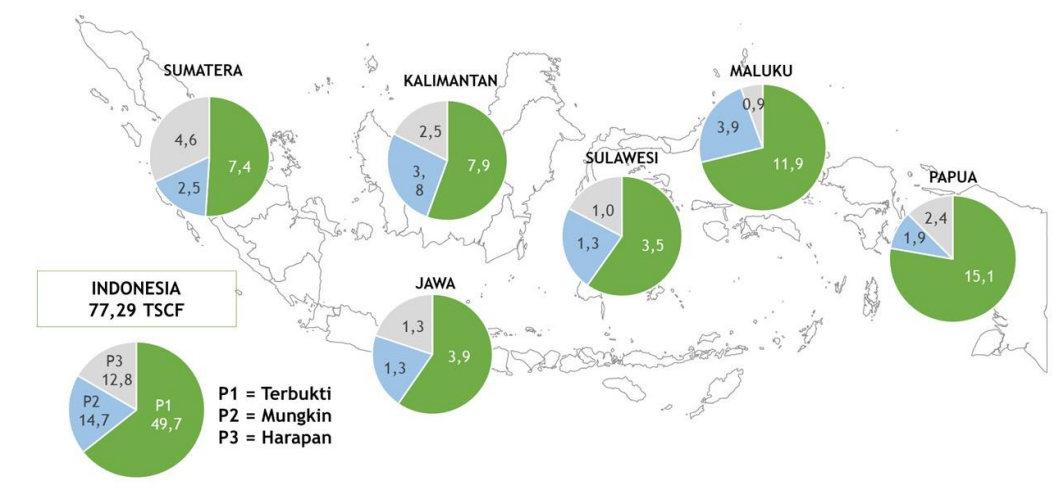 SUMATERA
4,6
7,4
2,5
KALIMANTAN
2,5
7,9
3,
8
MALUKU
0,9
3,9
11,9
SULAWESI
1,0
1,3
3,5
PAPUA
2,4
1,9
15,1
JAWA
1,3
1,3
3,9
INDONESIA
77,29 TSCF
P3
12,8
P2
14,7
P1
49,7
P1 = Terbukti
P2 = Mungkin
P3 = Harapan